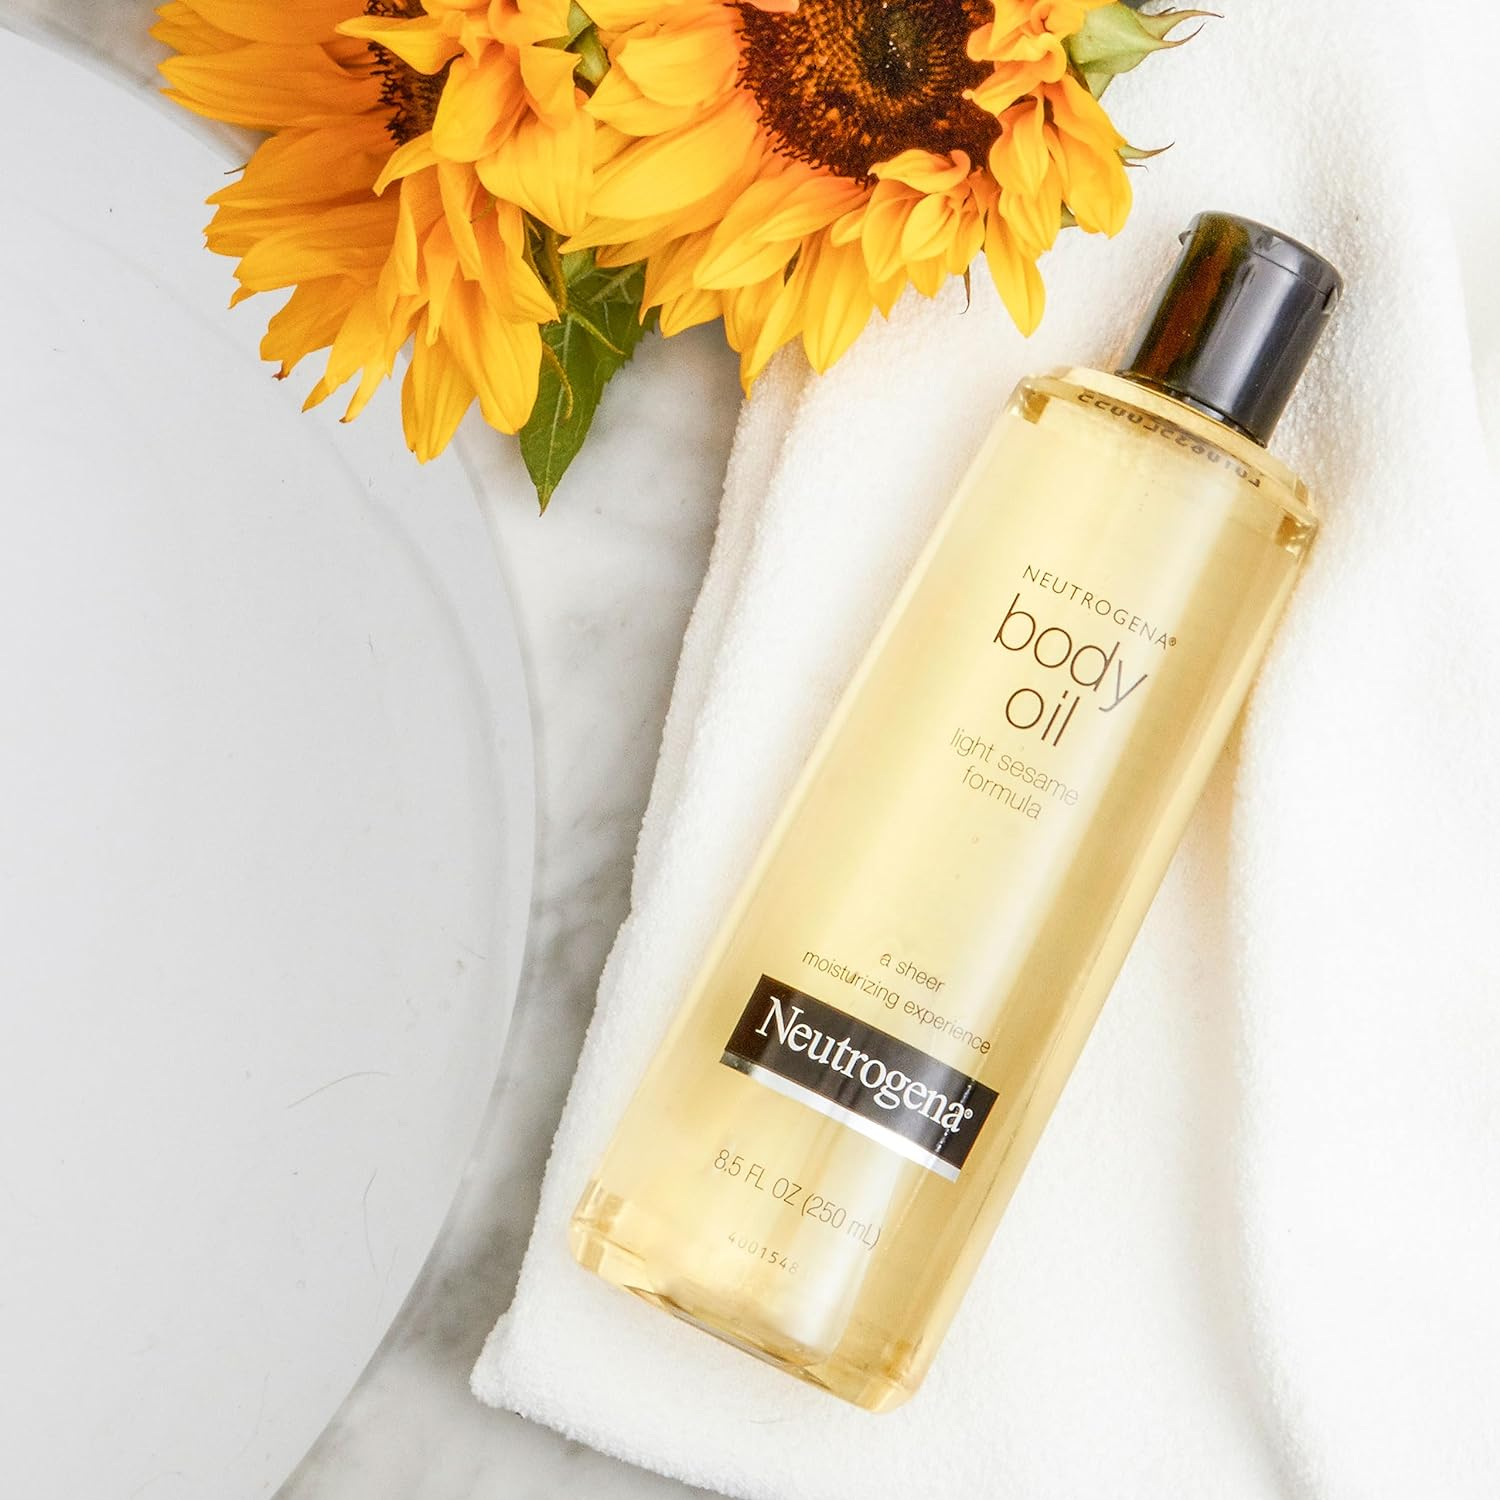 NEUTROGENA®
body
oil
light sesame
formula
a sheer
moisturizing experience
Neutrogena®
8.5 FL OZ (250 mL)
4001548